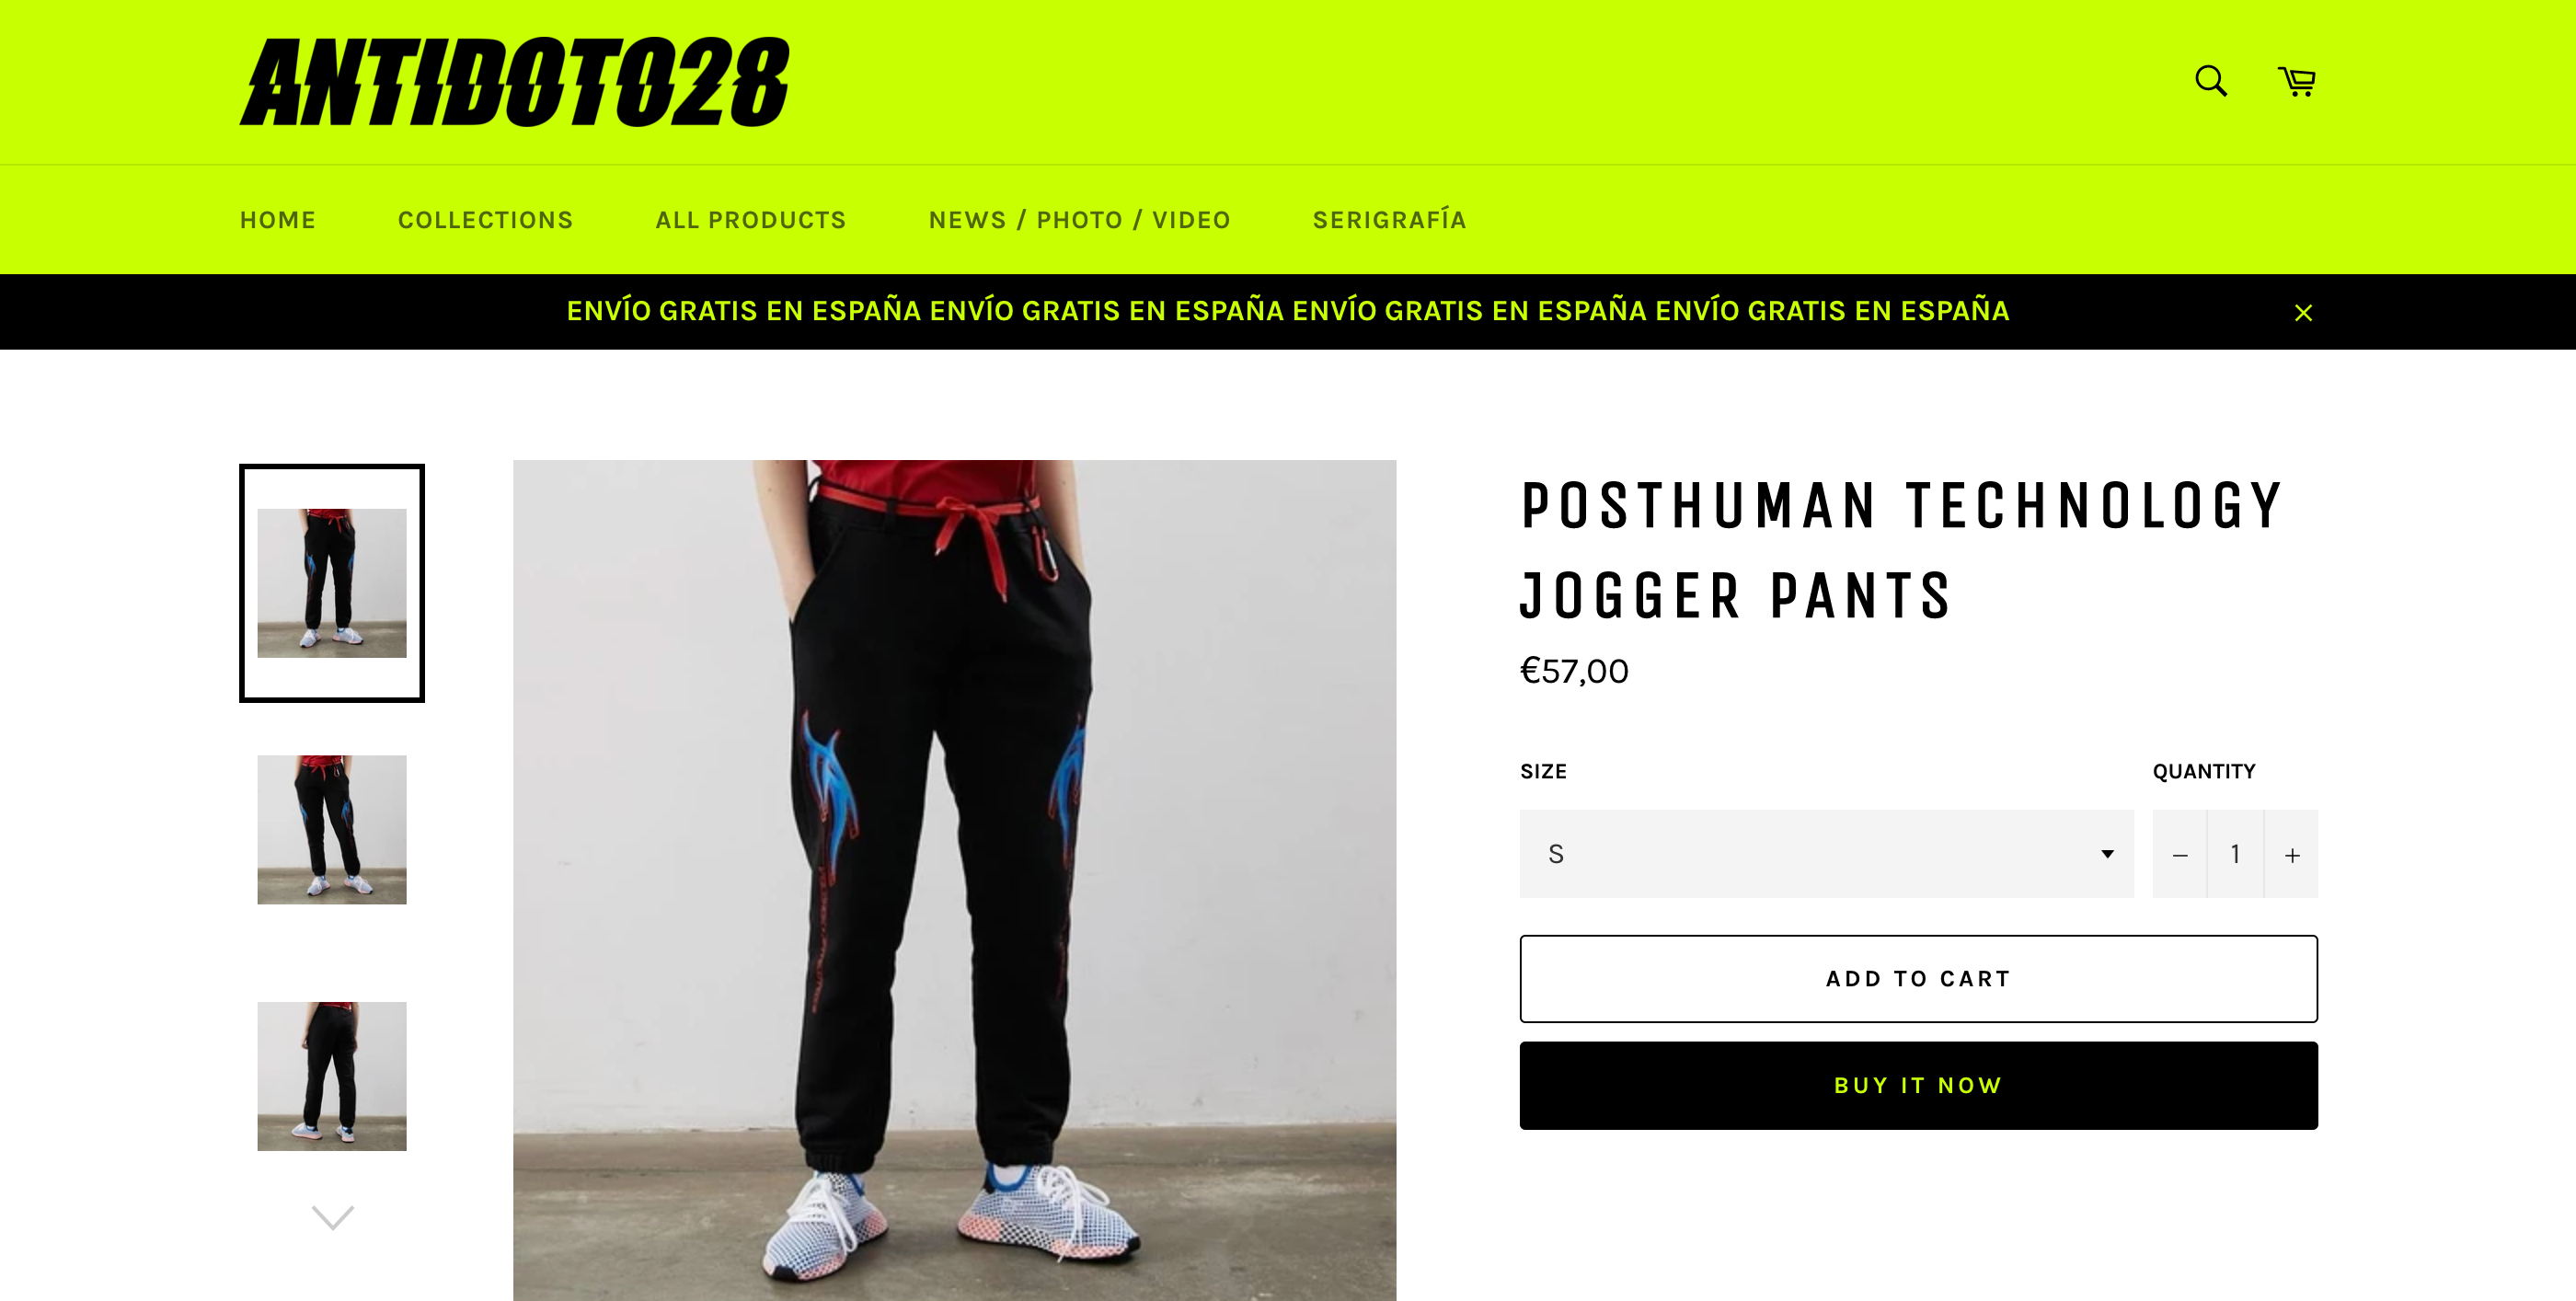 ANTIDOTO28
HOME COLLECTIONS ALL PRODUCTS NEWS / PHOTO / VIDEO SERIGRAFÍA
ENVÍO GRATIS EN ESPAÑA ENVÍO GRATIS EN ESPAÑA ENVÍO GRATIS EN ESPAÑA ENVÍO GRATIS EN ESPAÑA
POSTHUMAN TECHNOLOGY
JOGGER PANTS
€57,00
SIZE QUANTITY
S − 1 +
ADD TO CART
BUY IT NOW